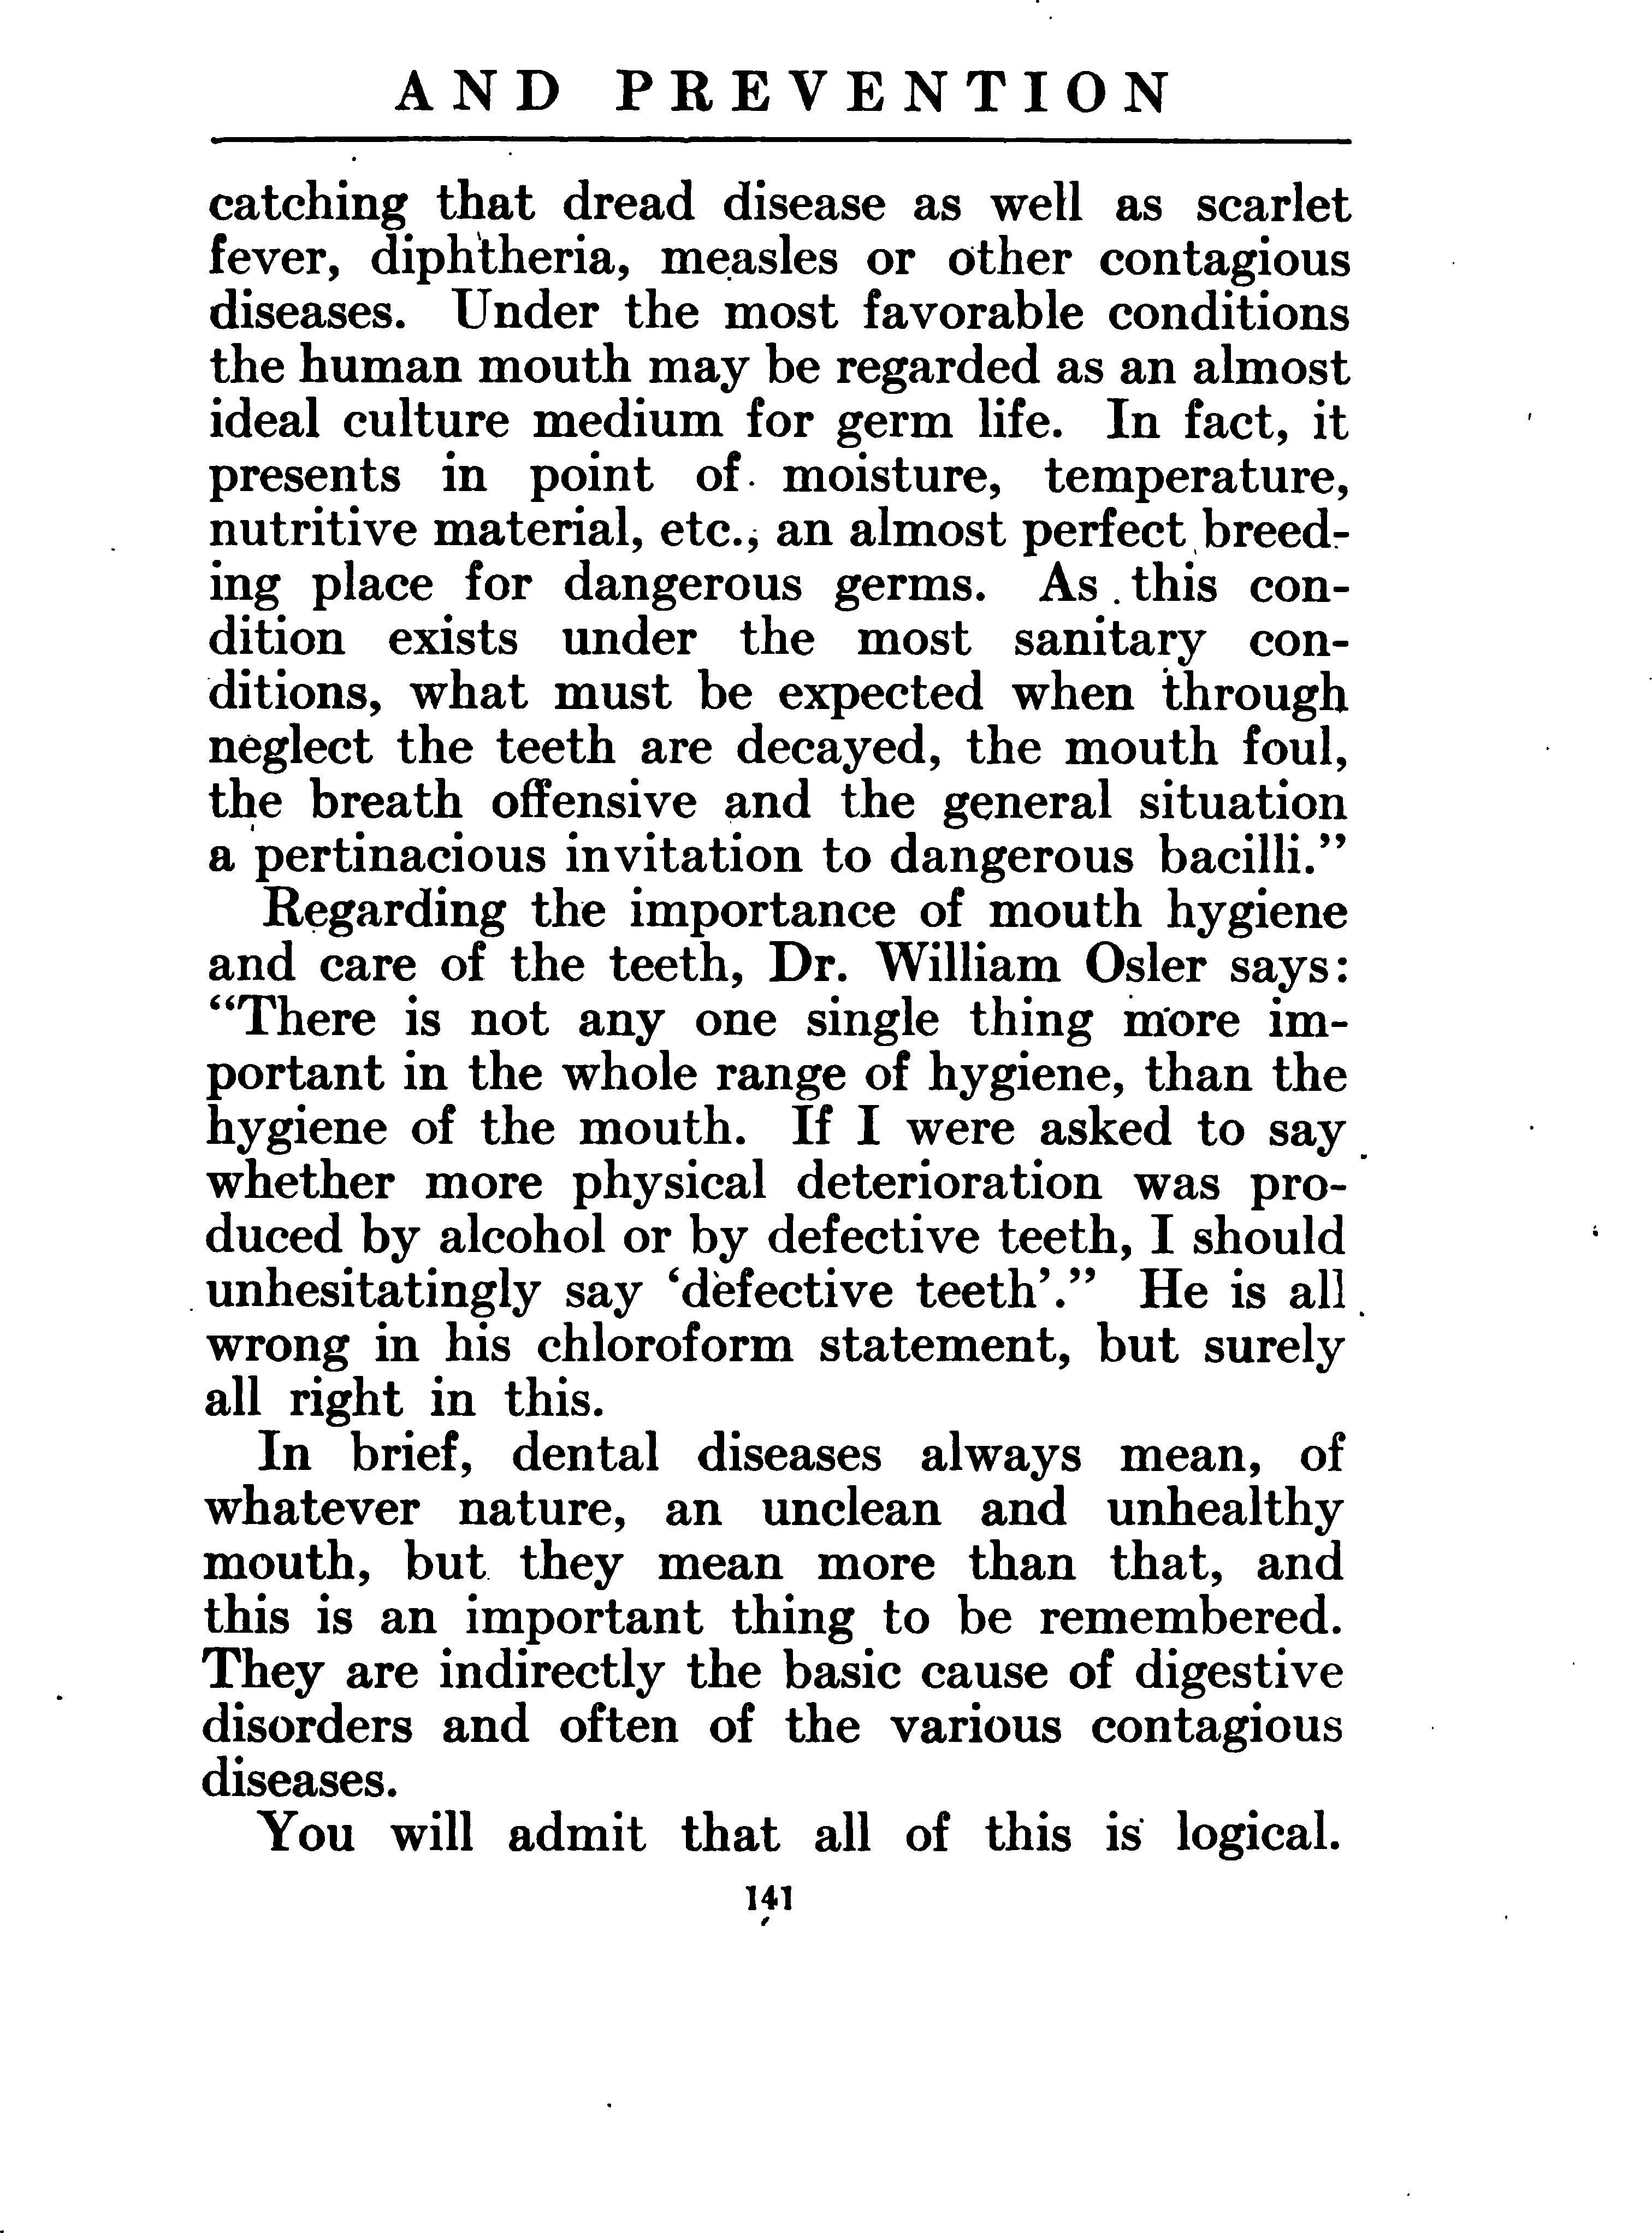 AND PREVENTION
catching that dread disease as well as scarlet
fever, diphtheria, measles or other contagious
diseases. Under the most favorable conditions
the human mouth may be regarded as an almost
ideal culture medium for germ life. In fact, it
presents in point of moisture, temperature,
nutritive material, etc., an almost perfect breed-
ing place for dangerous germs. As this con-
dition exists under the most sanitary con-
ditions, what must be expected when through
neglect the teeth are decayed, the mouth foul,
the breath offensive and the general situation
a pertinacious invitation to dangerous bacilli.”
Regarding the importance of mouth hygiene
and care of the teeth, Dr. William Osler says:
“There is not any one single thing more im-
portant in the whole range of hygiene, than the
hygiene of the mouth. If I were asked to say
whether more physical deterioration was pro-
duced by alcohol or by defective teeth, I should
unhesitatingly say ‘defective teeth’.” He is all
wrong in his chloroform statement, but surely
all right in this.
In brief, dental diseases always mean, of
whatever nature, an unclean and unhealthy
mouth, but they mean more than that, and
this is an important thing to be remembered.
They are indirectly the basic cause of digestive
disorders and often of the various contagious
diseases.
You will admit that all of this is logical.
141